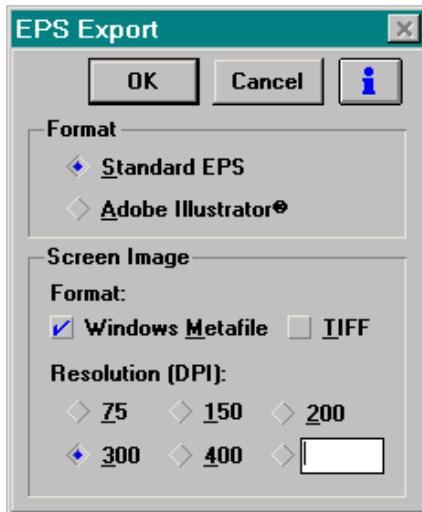 EPS Export
OK Cancel i
Format
Standard EPS
Adobe Illustrator®
Screen Image
Format:
Windows Metafile TIFF
Resolution (DPI):
75 150 200
300 400